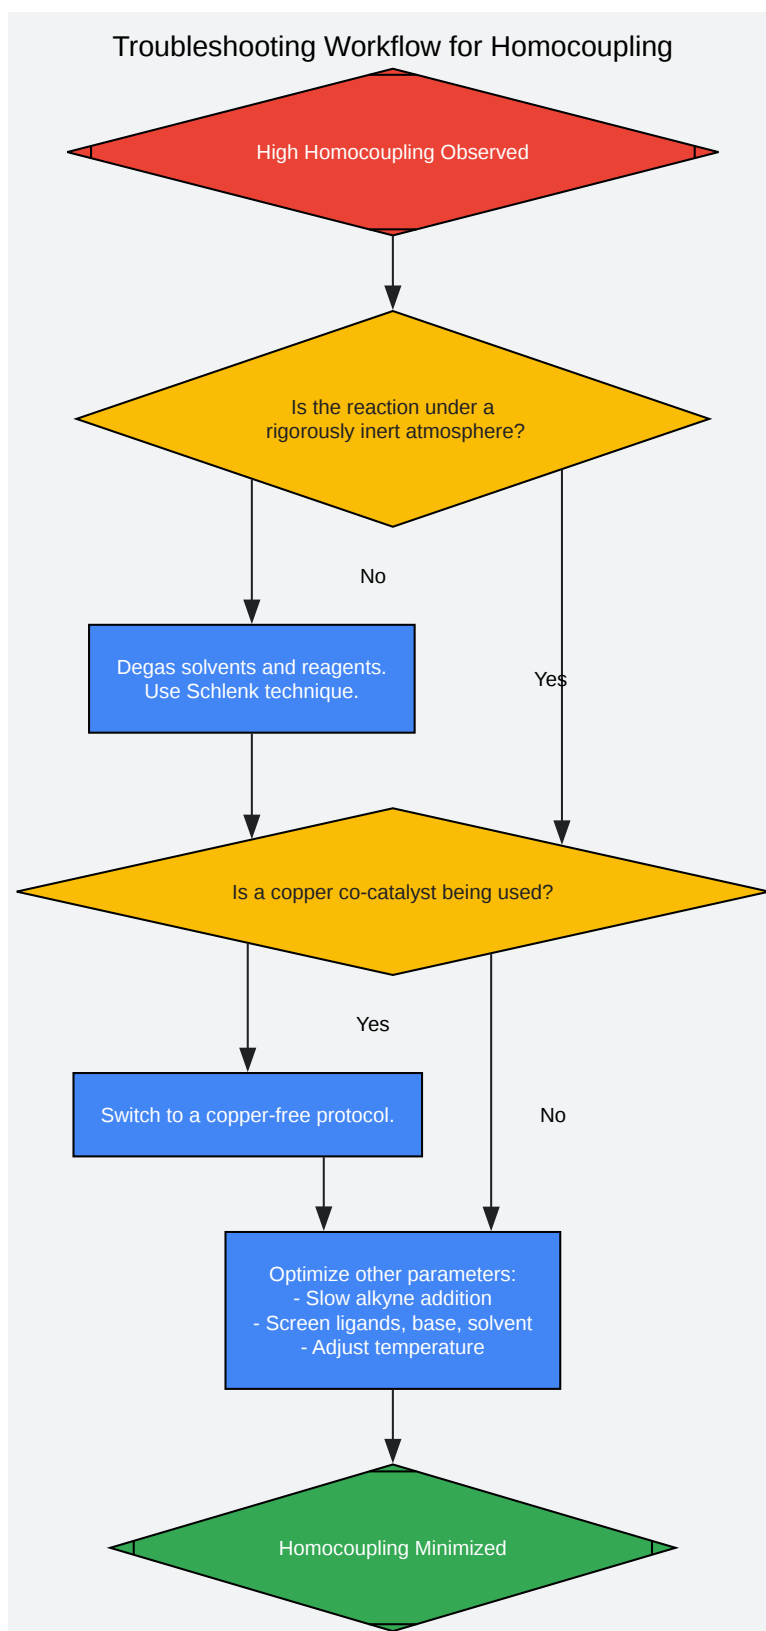 Troubleshooting Workflow for Homocoupling
High Homocoupling Observed
Is the reaction under a
rigorously inert atmosphere?
No
Degas solvents and reagents.
Use Schlenk technique.
Yes
Is a copper co-catalyst being used?
Yes
Switch to a copper-free protocol.
No
Optimize other parameters:
- Slow alkyne addition
- Screen ligands, base, solvent
- Adjust temperature
Homocoupling Minimized